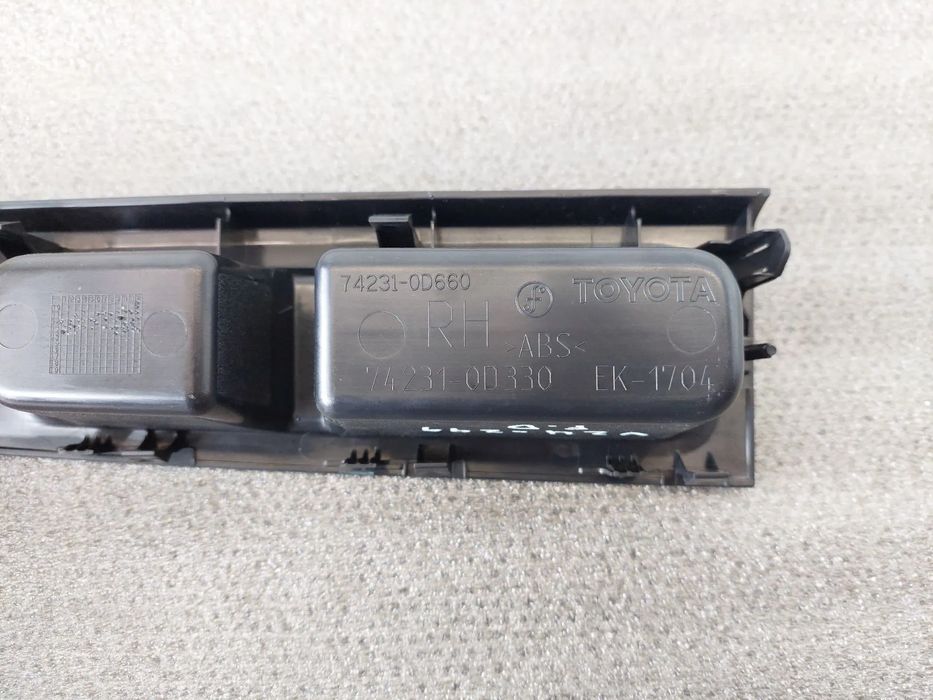 74231-0D660
TOYOTA
RH
>ABS<
74231-0D330 EK-1704